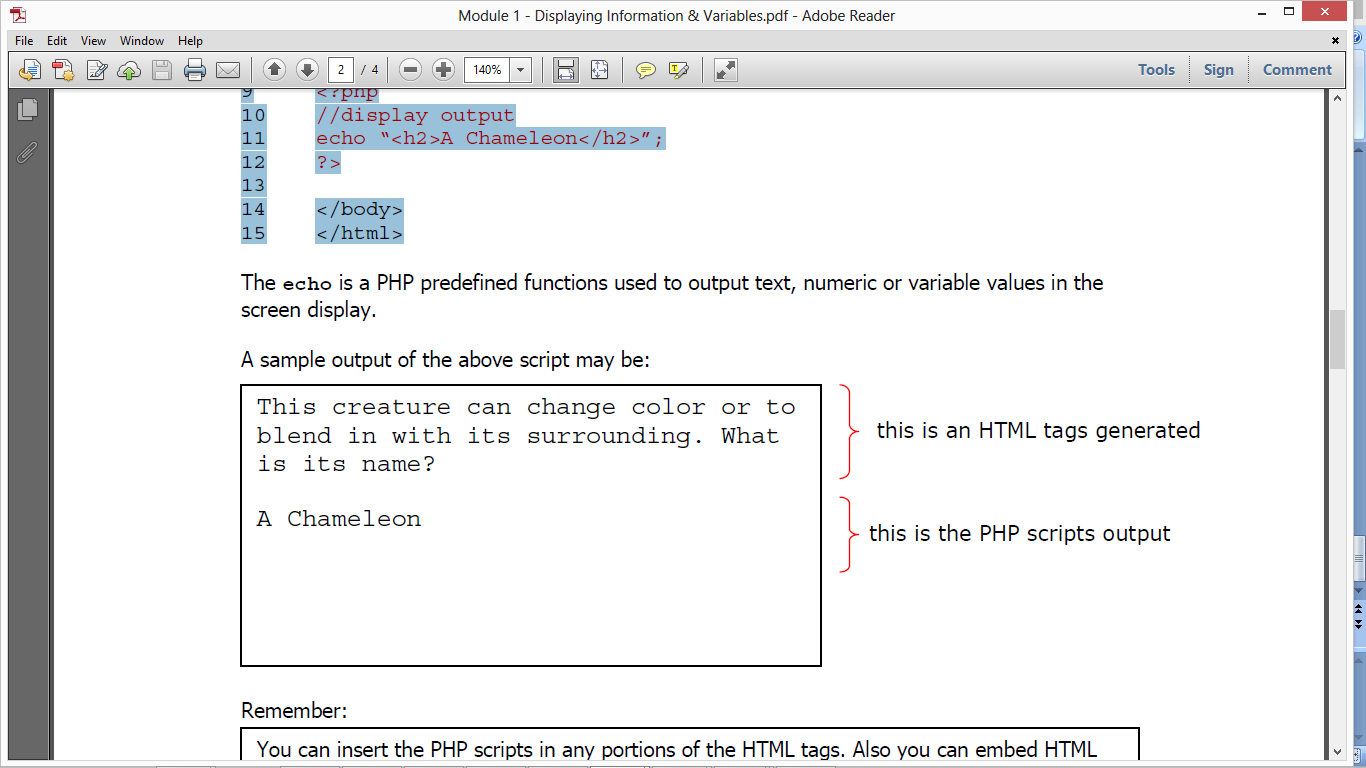 Module 1 - Displaying Information & Variables.pdf - Adobe Reader
File Edit View Window Help
2 / 4 140% Tools Sign Comment
9 <?php
10 //display output
11 echo “<h2>A Chameleon</h2>”;
12 ?>
13
14 </body>
15 </html>
The echo is a PHP predefined functions used to output text, numeric or variable values in the
screen display.
A sample output of the above script may be:
This creature can change color or to
blend in with its surrounding. What
is its name?
this is an HTML tags generated
A Chameleon
this is the PHP scripts output
Remember:
You can insert the PHP scripts in any portions of the HTML tags. Also you can embed HTML